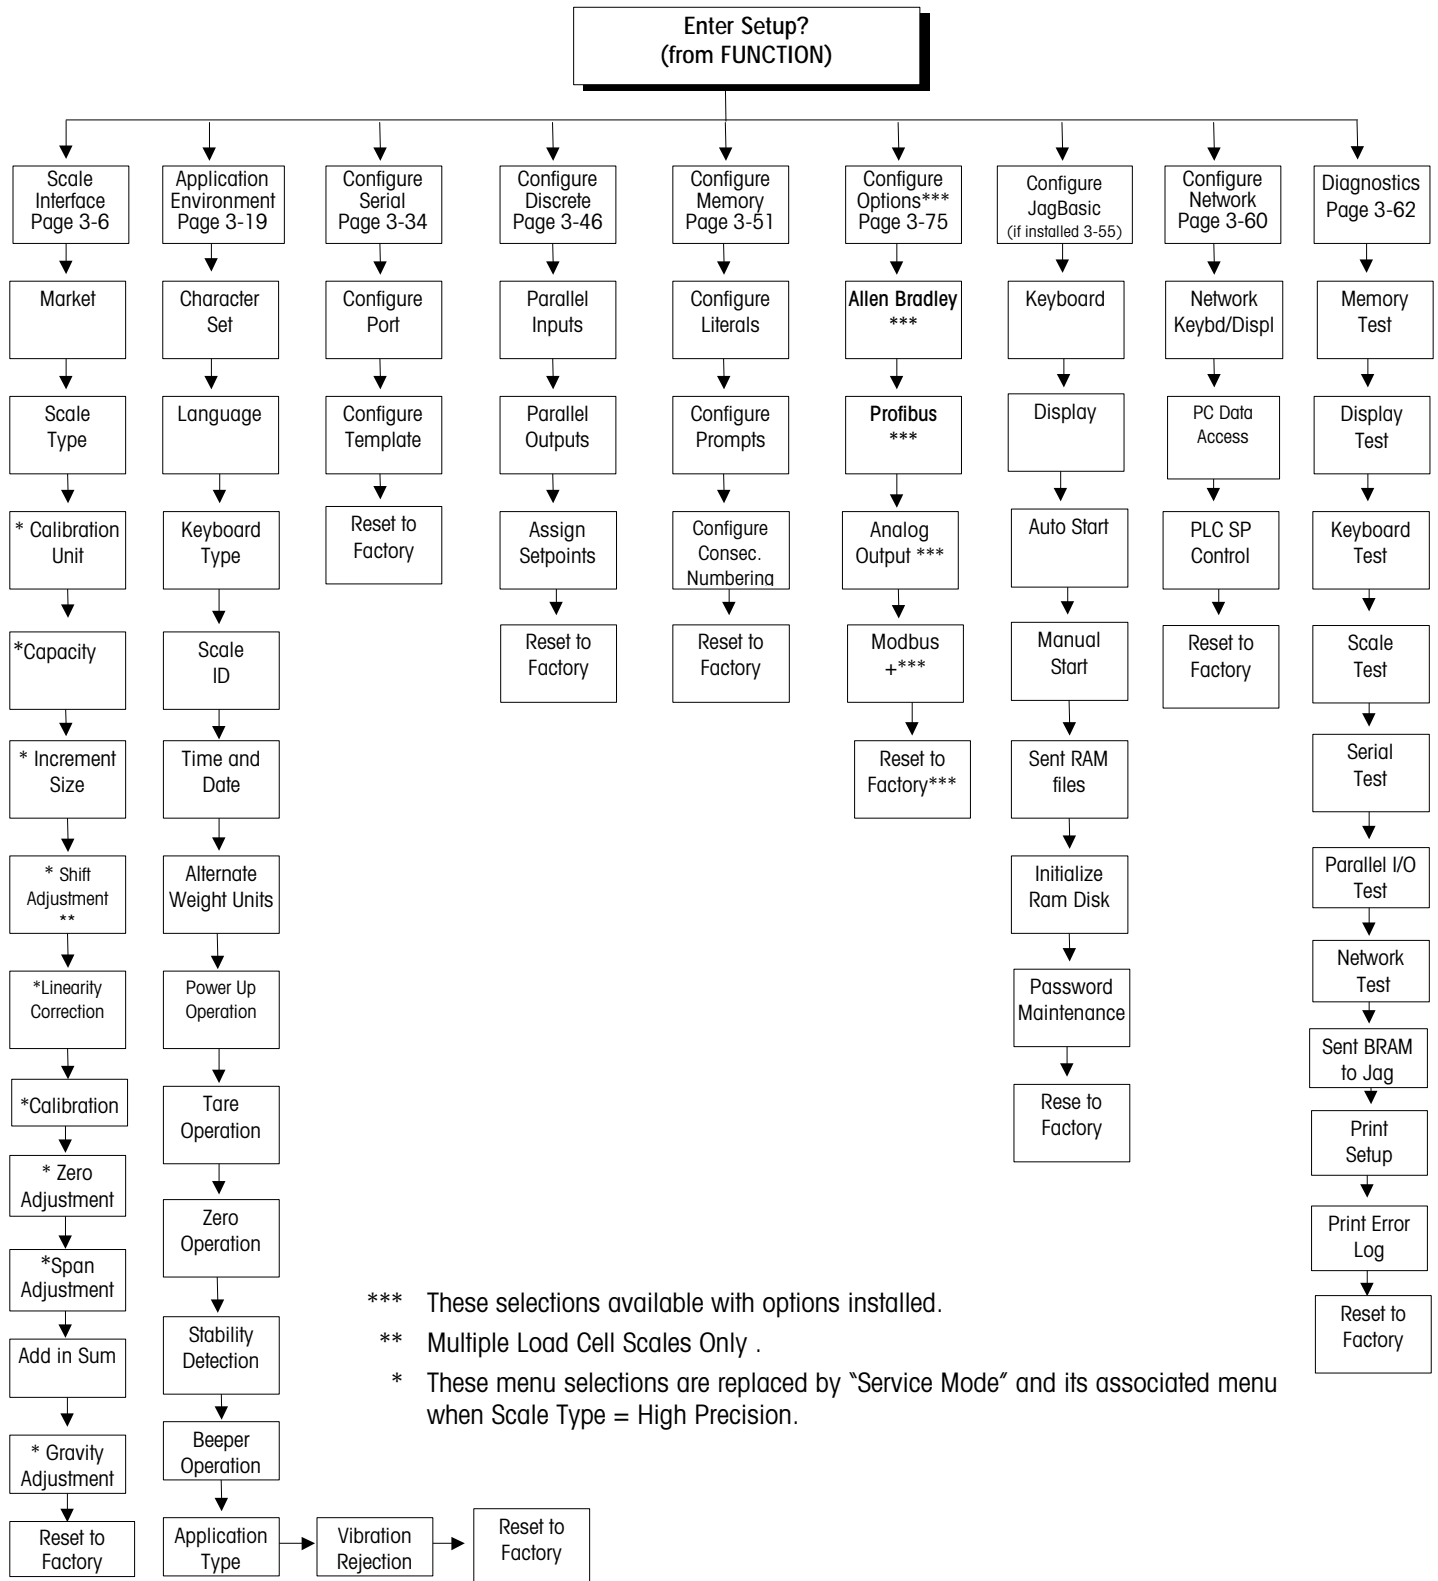 Enter Setup?
(from FUNCTION)
Scale
Interface
Page 3-6
Market
Scale
Type
* Calibration
Unit
*Capacity
* Increment
Size
* Shift
Adjustment
**
*Linearity
Correction
*Calibration
* Zero
Adjustment
*Span
Adjustment
Add in Sum
* Gravity
Adjustment
Reset to
Factory
Application
Environment
Page 3-19
Character
Set
Language
Keyboard
Type
Scale
ID
Time and
Date
Alternate
Weight Units
Power Up
Operation
Tare
Operation
Zero
Operation
Stability
Detection
Beeper
Operation
Application
Type
Vibration
Rejection
Reset to
Factory
Configure
Serial
Page 3-34
Configure
Port
Configure
Template
Reset to
Factory
Configure
Discrete
Page 3-46
Parallel
Inputs
Parallel
Outputs
Assign
Setpoints
Reset to
Factory
Configure
Memory
Page 3-51
Configure
Literals
Configure
Prompts
Configure
Consec.
Numbering
Reset to
Factory
Configure
Options***
Page 3-75
Allen Bradley
***
Profibus
***
Analog
Output ***
Modbus
+***
Reset to
Factory***
Configure
JagBasic
(if installed 3-55)
Keyboard
Display
Auto Start
Manual
Start
Sent RAM
files
Initialize
Ram Disk
Password
Maintenance
Rese to
Factory
Configure
Network
Page 3-60
Network
Keybd/Displ
PC Data
Access
PLC SP
Control
Reset to
Factory
Diagnostics
Page 3-62
Memory
Test
Display
Test
Keyboard
Test
Scale
Test
Serial
Test
Parallel I/O
Test
Network
Test
Sent BRAM
to Jag
Print
Setup
Print Error
Log
Reset to
Factory
*** These selections available with options installed.
** Multiple Load Cell Scales Only .
* These menu selections are replaced by “Service Mode” and its associated menu
when Scale Type = High Precision.